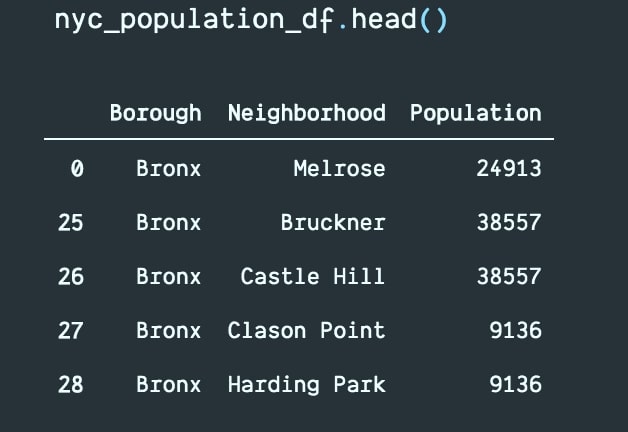 nyc_population_df.head()
Borough Neighborhood Population
0 Bronx Melrose 24913
25 Bronx Bruckner 38557
26 Bronx Castle Hill 38557
27 Bronx Clason Point 9136
28 Bronx Harding Park 9136